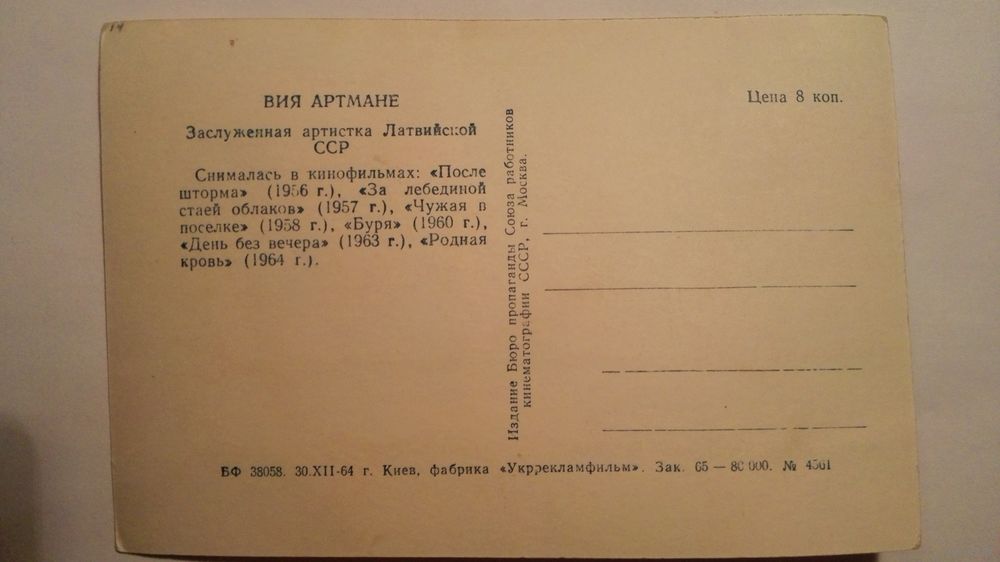 14
ВИЯ АРТМАНЕ
Заслуженная артистка Латвийской
ССР
Снималась в кинофильмах: «После
шторма» (1956 г.), «За лебединой
стаей облаков» (1957 г.), «Чужая в
поселке» (1958 г.), «Буря» (1960 г.),
«День без вечера» (1963 г.), «Родная
кровь» (1964 г.).
Издание Бюро пропаганды Союза работников
кинематографии СССР, г. Москва.
Цена 8 коп.
БФ 38058. 30.XII-64 г. Киев, фабрика «Укррекламфильм». Зак. 65 — 80 000. №